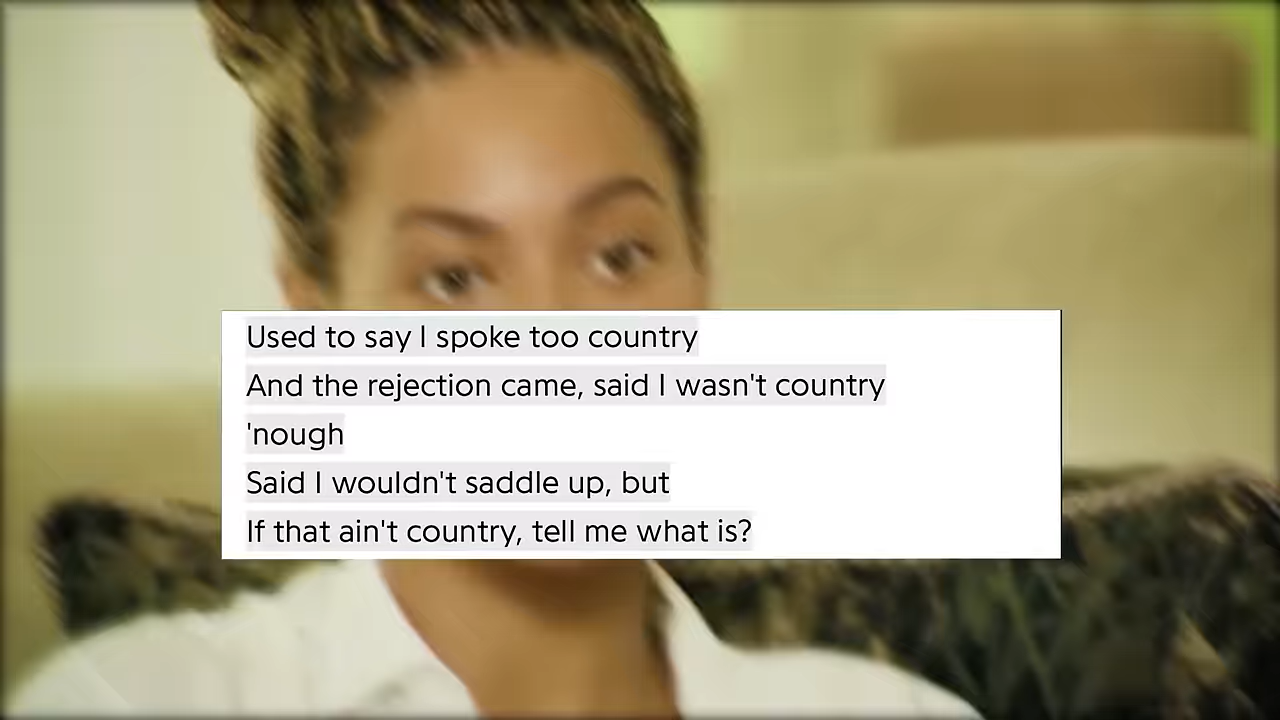 Used to say I spoke too country
And the rejection came, said I wasn't country
'nough
Said I wouldn't saddle up, but
If that ain't country, tell me what is?